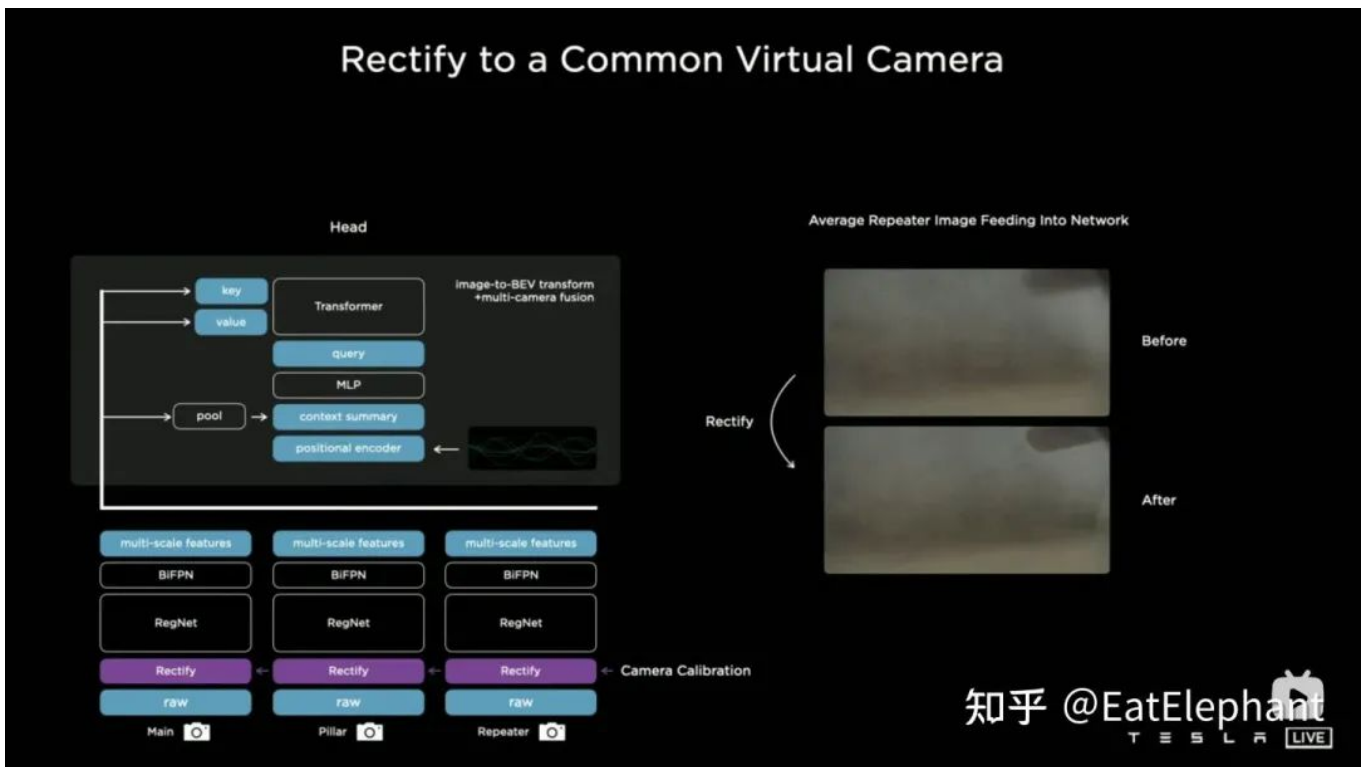 Rectify to a Common Virtual Camera
Head
key
value
Transformer
image-to-BEV transform
+multi-camera fusion
query
MLP
pool
context summary
positional encoder
multi-scale features
multi-scale features
multi-scale features
BiFPN
BiFPN
BiFPN
RegNet
RegNet
RegNet
Rectify
Rectify
Rectify
Camera Calibration
raw
raw
raw
Main
Pillar
Repeater
Average Repeater Image Feeding Into Network
Before
Rectify
After
知乎 @EatElephant
TESLA LIVE